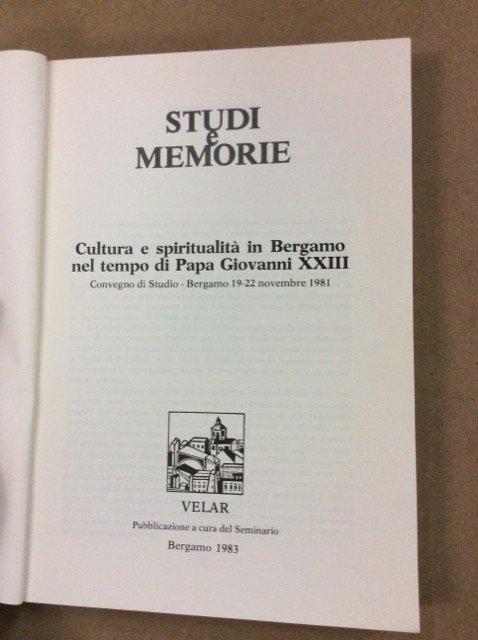 STUDI
e
MEMORIE
Cultura e spiritualità in Bergamo
nel tempo di Papa Giovanni XXIII
Convegno di Studio - Bergamo 19-22 novembre 1981
VELAR
Pubblicazione a cura del Seminario
Bergamo 1983